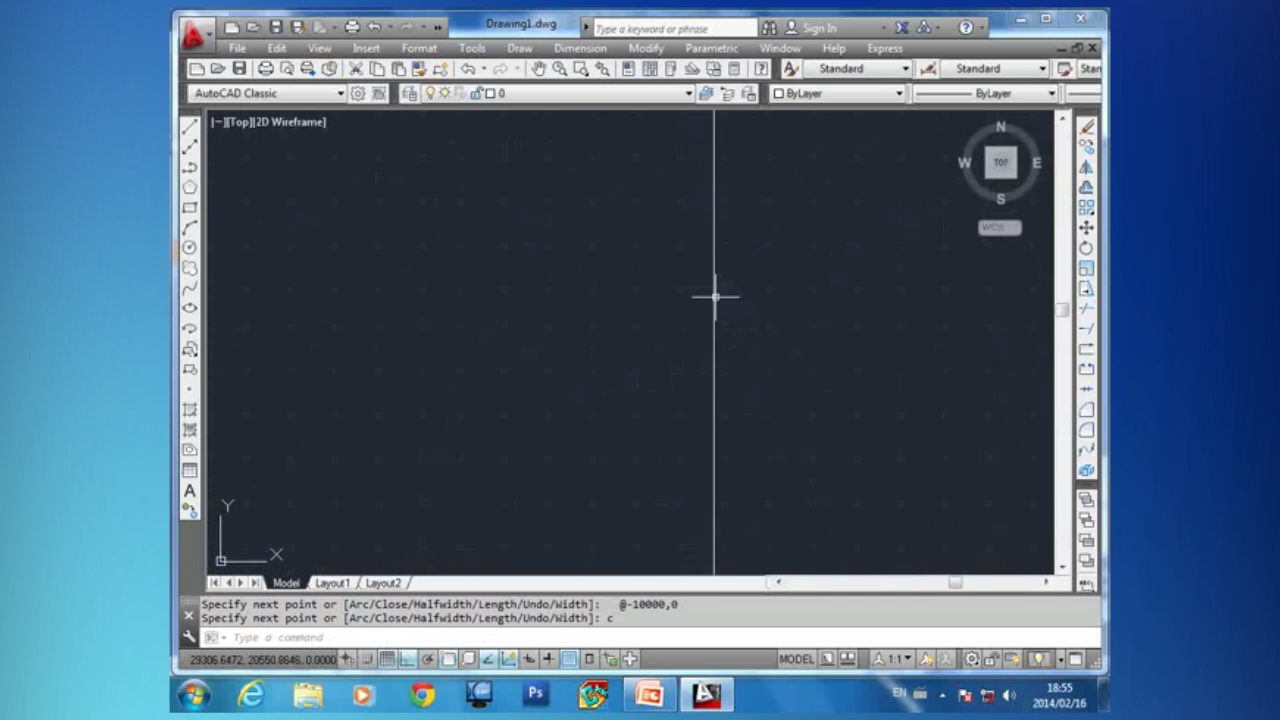 Drawing1.dwg
Type a keyword or phrase
Sign In
File Edit View Insert Format Tools Draw Dimension Modify Parametric Window Help Express
Standard Standard Stan
AutoCAD Classic 0 ByLayer ByLayer
[−][Top][2D Wireframe]
N
W TOP E
S
WCS
Y
X
Model Layout1 Layout2
Specify next point or [Arc/Close/Halfwidth/Length/Undo/Width]: @-10000,0
Specify next point or [Arc/Close/Halfwidth/Length/Undo/Width]: c
Type a command
29306.6472, 20550.8646, 0.0000 MODEL 1:1
Ps
EN
18:55
2014/02/16